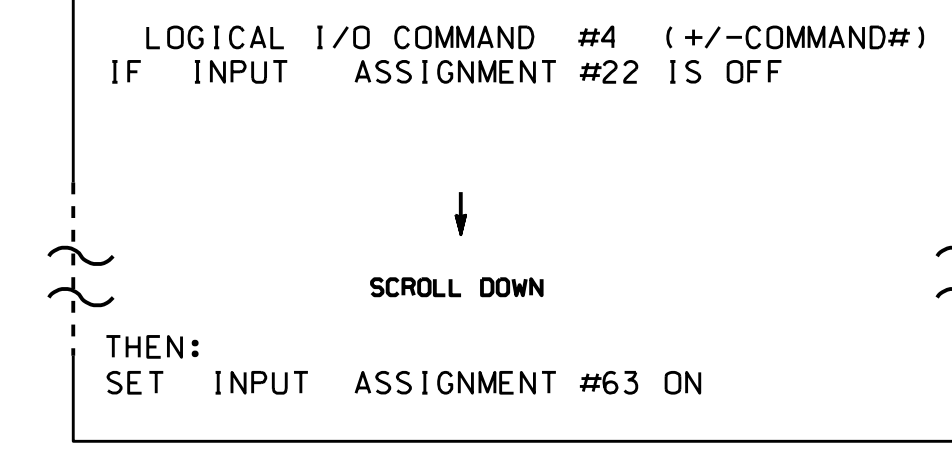 LOGICAL I/O COMMAND #4 (+/-COMMAND#)
IF INPUT ASSIGNMENT #22 IS OFF
SCROLL DOWN
THEN:
SET INPUT ASSIGNMENT #63 ON